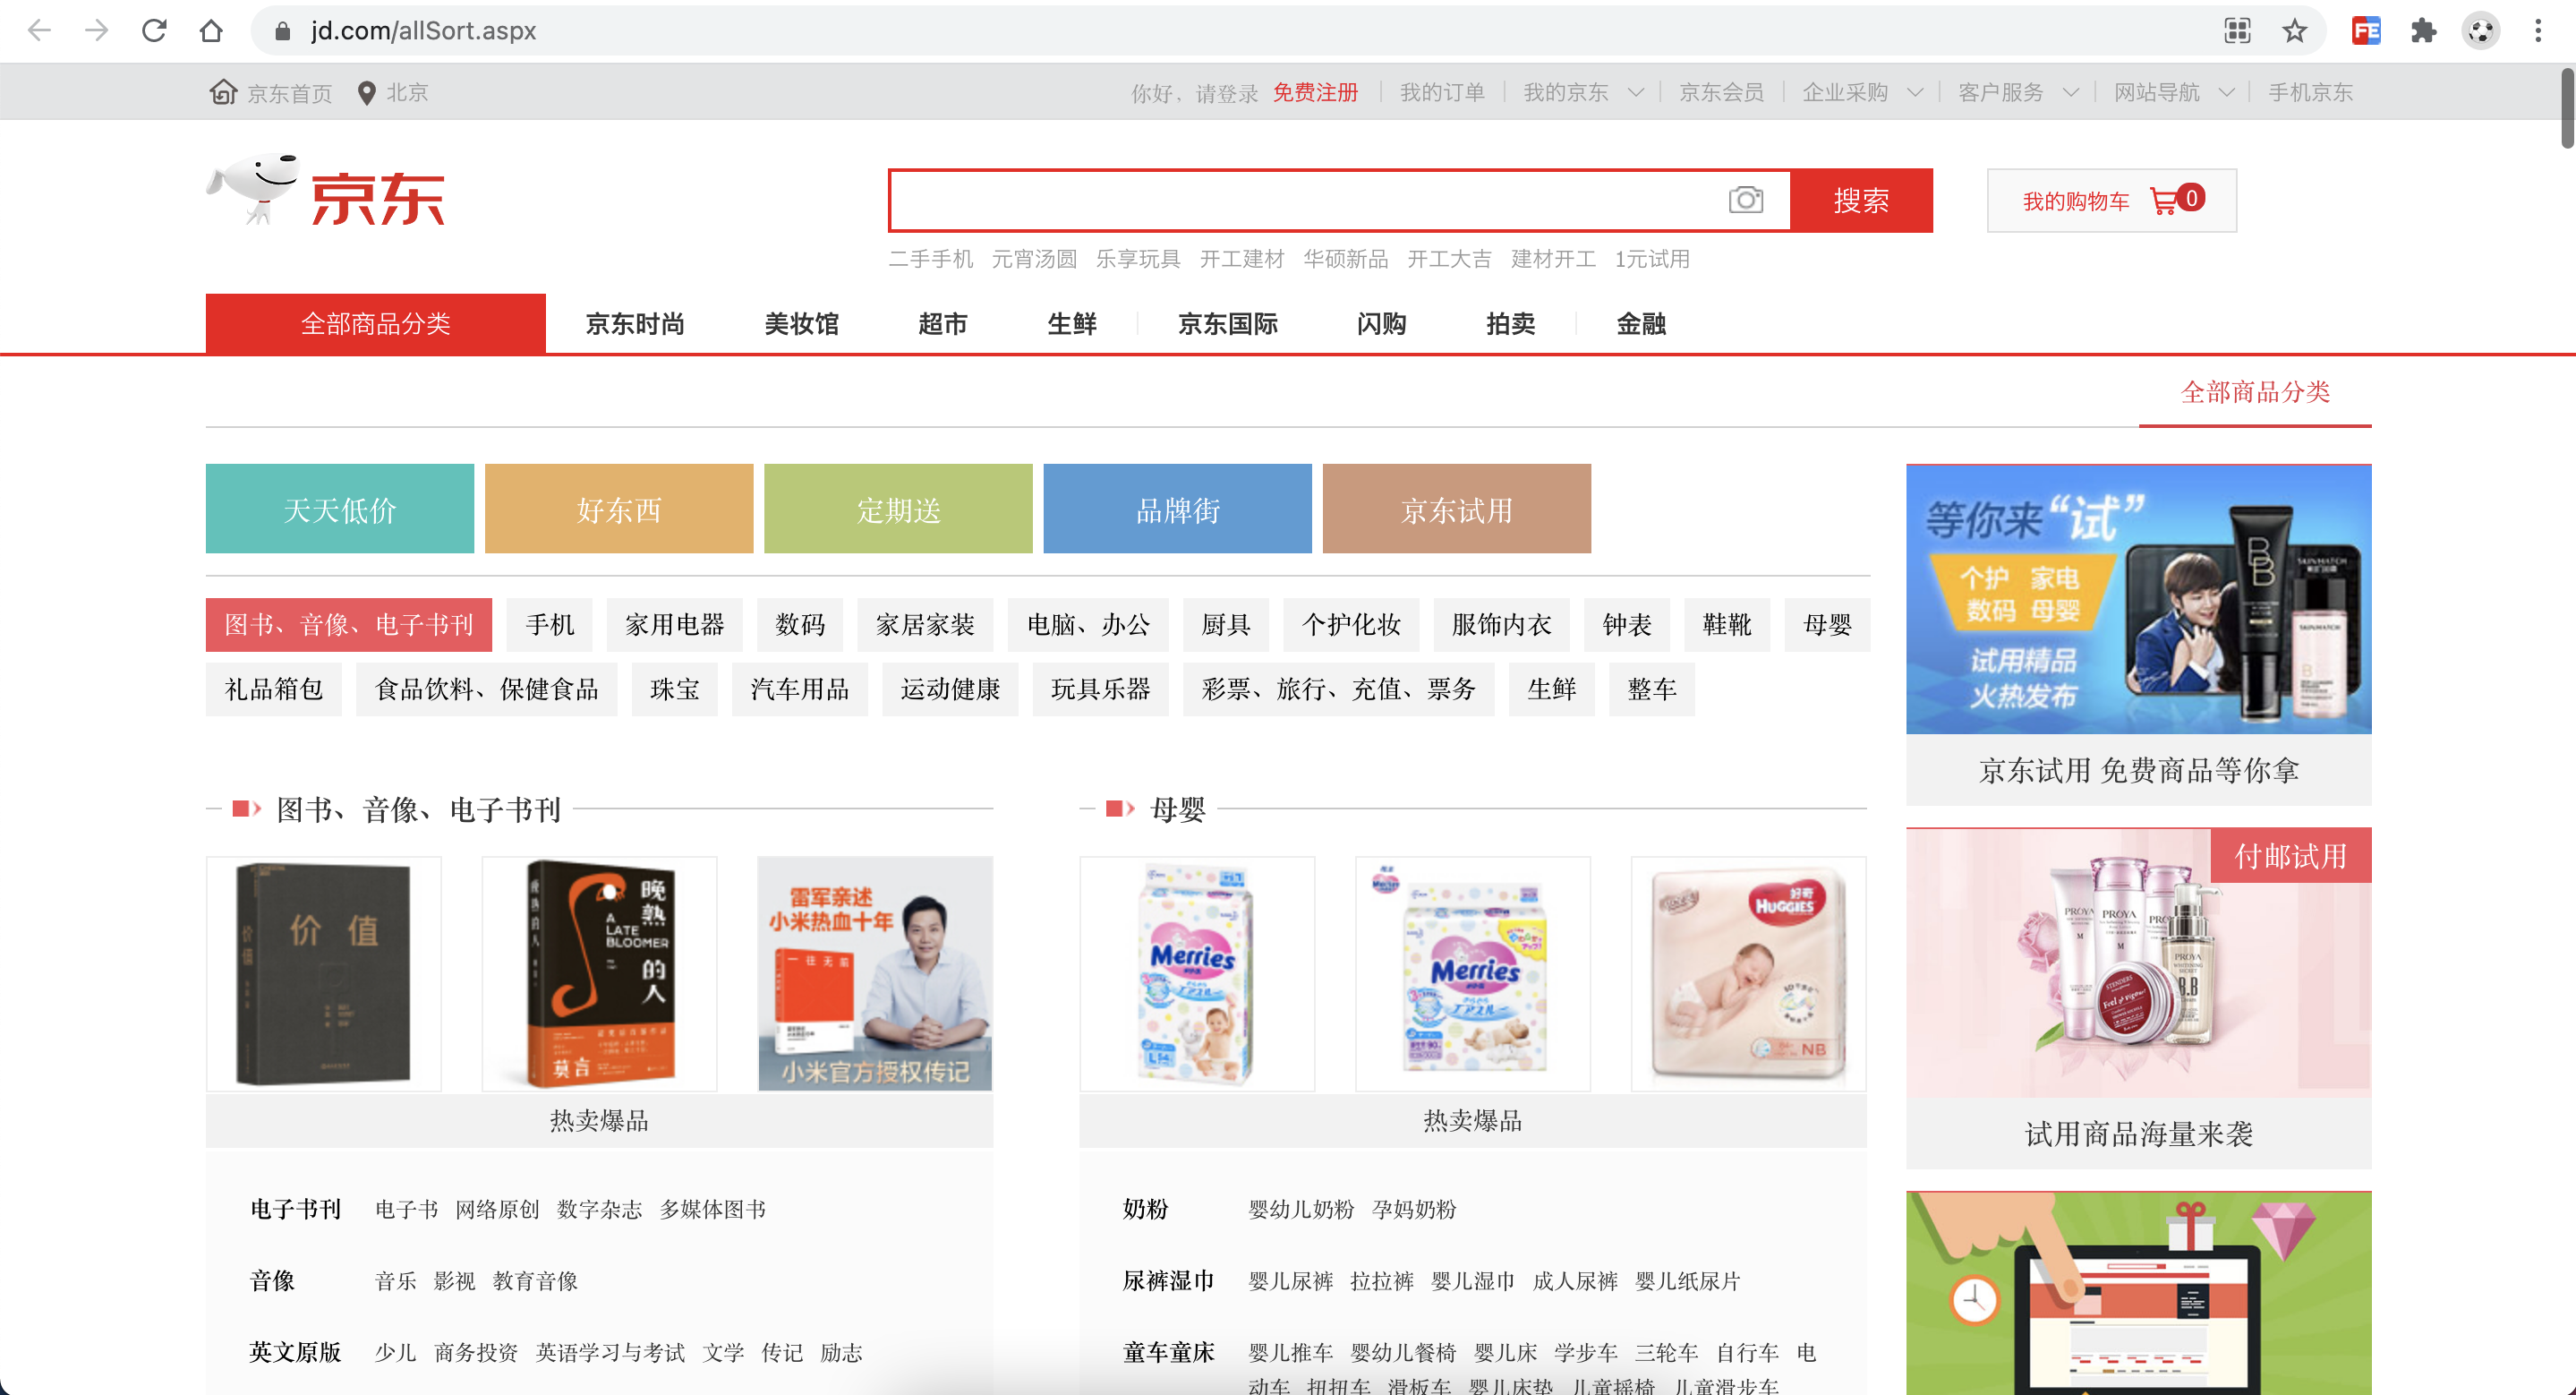 jd.com/allSort.aspx
京东首页 北京 你好，请登录 免费注册 我的订单 我的京东 京东会员 企业采购 客户服务 网站导航 手机京东
京东
搜索
我的购物车 0
二手手机 元宵汤圆 乐享玩具 开工建材 华硕新品 开工大吉 建材开工 1元试用
全部商品分类 京东时尚 美妆馆 超市 生鲜 京东国际 闪购 拍卖 金融
全部商品分类
天天低价 好东西 定期送 品牌街 京东试用
图书、音像、电子书刊 手机 家用电器 数码 家居家装 电脑、办公 厨具 个护化妆 服饰内衣 钟表 鞋靴 母婴
礼品箱包 食品饮料、保健食品 珠宝 汽车用品 运动健康 玩具乐器 彩票、旅行、充值、票务 生鲜 整车
等你来“试”
个护 家电
数码 母婴
试用精品
火热发布
BB
SKINMATCH
京东试用 免费商品等你拿
图书、音像、电子书刊
价值
晚熟的人
A LATE BLOOMER
莫言
雷军亲述
小米热血十年
一往无前
小米官方授权传记
热卖爆品
母婴
Merries
Merries
好奇
HUGGIES
NB
热卖爆品
付邮试用
PROYA
PROYA
B.B
试用商品海量来袭
电子书刊 电子书 网络原创 数字杂志 多媒体图书
音像 音乐 影视 教育音像
英文原版 少儿 商务投资 英语学习与考试 文学 传记 励志
奶粉 婴幼儿奶粉 孕妈奶粉
尿裤湿巾 婴儿尿裤 拉拉裤 婴儿湿巾 成人尿裤 婴儿纸尿片
童车童床 婴儿推车 婴幼儿餐椅 婴儿床 学步车 三轮车 自行车 电
动车 扭扭车 滑板车 婴儿床垫 儿童摇椅 儿童滑步车